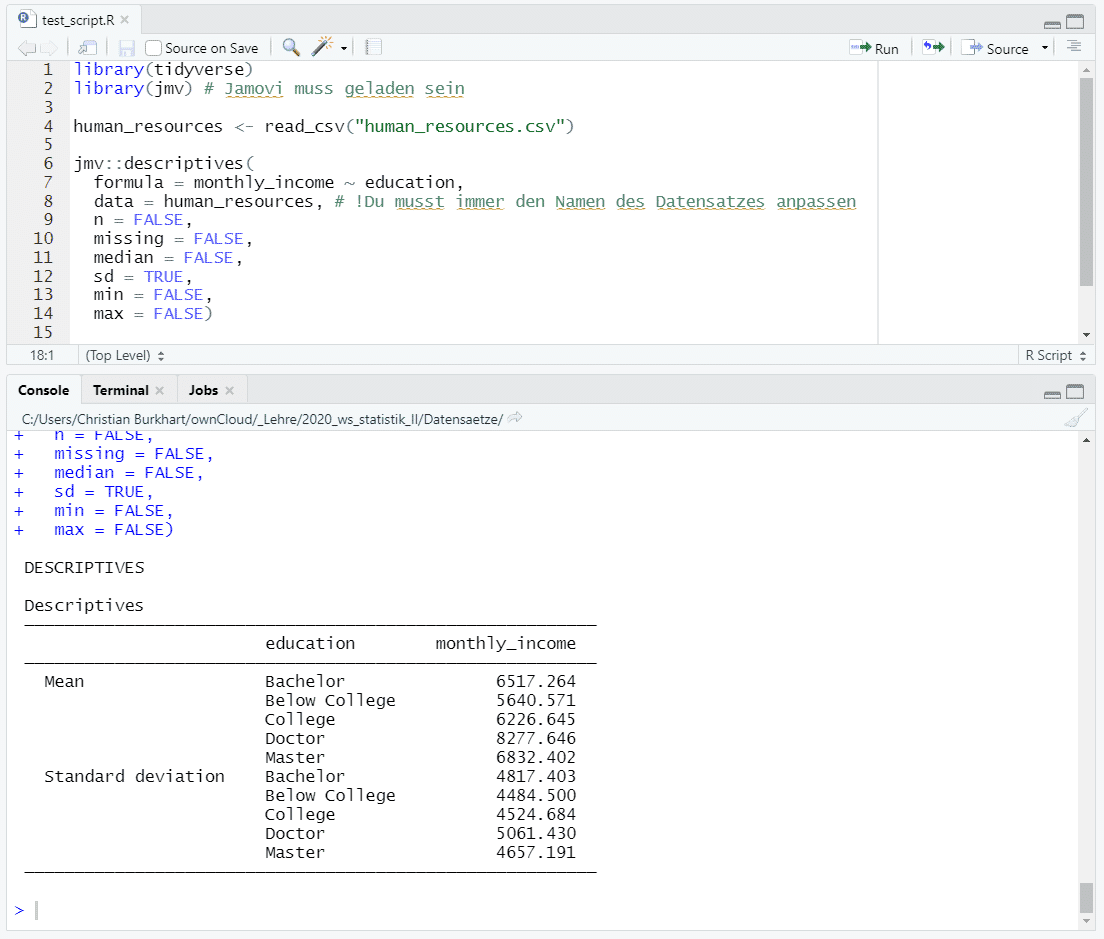 test_script.R
Source on Save Run Source
1 library(tidyverse)
2 library(jmv) # Jamovi muss geladen sein
3
4 human_resources <- read_csv("human_resources.csv")
5
6 jmv::descriptives(
7 formula = monthly_income ~ education,
8 data = human_resources, # !Du musst immer den Namen des Datensatzes anpassen
9 n = FALSE,
10 missing = FALSE,
11 median = FALSE,
12 sd = TRUE,
13 min = FALSE,
14 max = FALSE)
15
18:1 (Top Level) R Script
Console Terminal Jobs
C:/Users/Christian Burkhart/ownCloud/_Lehre/2020_ws_statistik_II/Datensaetze/
+ n = FALSE,
+ missing = FALSE,
+ median = FALSE,
+ sd = TRUE,
+ min = FALSE,
+ max = FALSE)
DESCRIPTIVES
Descriptives
education monthly_income
Mean Bachelor 6517.264
Below College 5640.571
College 6226.645
Doctor 8277.646
Master 6832.402
Standard deviation Bachelor 4817.403
Below College 4484.500
College 4524.684
Doctor 5061.430
Master 4657.191
>